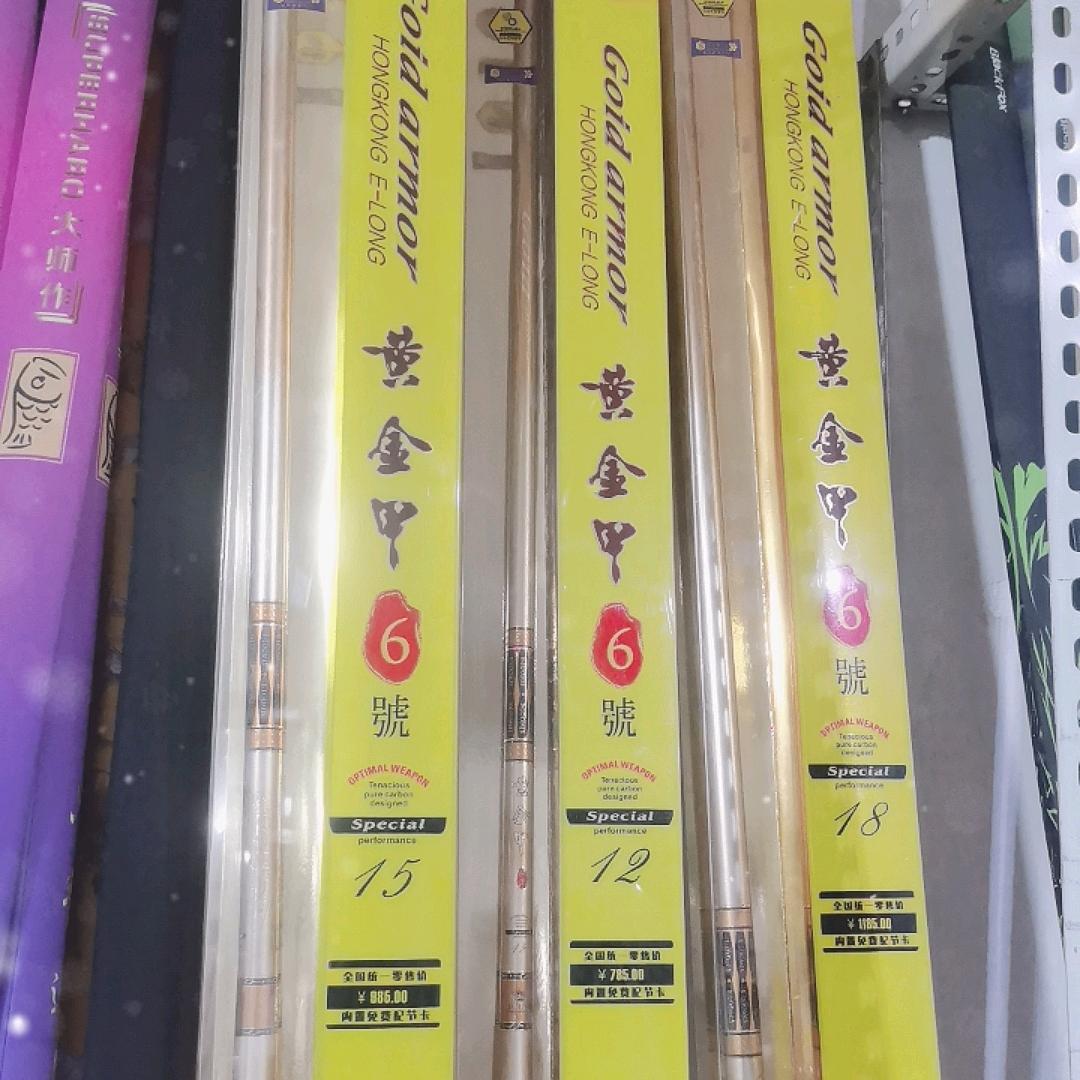 大师作
Goid armor
HONGKONG E-LONG
黄金甲
6
號
OPTIMAL WEAPON
Tenacious
pure carbon
designed
Special
performance
15
全国统一零售价
内置免费配节卡
Goid armor
HONGKONG E-LONG
黄金甲
6
號
OPTIMAL WEAPON
Tenacious
pure carbon
designed
Special
performance
12
全国统一零售价
¥ 785.00
内置免费配节卡
Goid armor
HONGKONG E-LONG
黄金甲
6
號
OPTIMAL WEAPON
Tenacious
pure carbon
designed
Special
performance
18
全国统一零售价
¥ 1185.00
内置免费配节卡